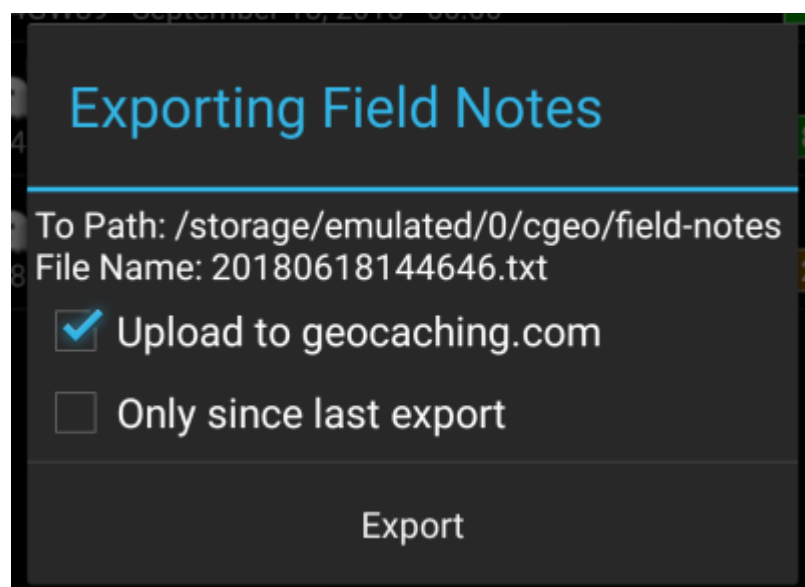 Exporting Field Notes
To Path: /storage/emulated/0/cgeo/field-notes
File Name: 20180618144646.txt
Upload to geocaching.com
Only since last export
Export